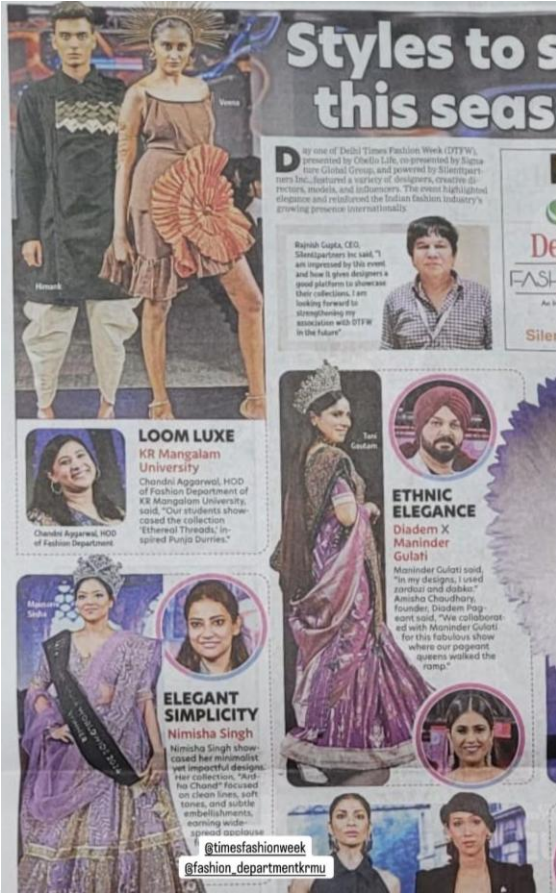 Styles to s
this seas
Veena
Himank
Day one of Delhi Times Fashion Week (DTFW),
presented by Obello Life, co-presented by Signa-
ture Global Group, and powered by Silentpart-
ners Inc., featured a variety of designers, creative di-
rectors, models, and influencers. The event highlighted
elegance and reinforced the Indian fashion industry's
growing presence internationally
Rajnish Gupta, CEO,
Silentpartners Inc said, "I
am impressed by this event
and how it gives designers a
good platform to showcase
their collections, I am
looking forward to
strengthening my
association with DTFW
in the future"
De
FASH
An
Siler
LOOM LUXE
KR Mangalam
University
Chandni Aggarwal, HOD
of Fashion Department of
KR Mangalam University,
said, "Our students show-
cased the collection
'Ethereal Threads,' in-
spired Punja Durries."
Chandni Aggarwal, HOD
of Fashion Department
Toni
Gautam
ETHNIC
ELEGANCE
Diadem X
Maninder
Gulati
Maninder Gulati said,
"In my designs, I used
zardozi and dabka."
Amisha Chaudhary,
founder, Diadem Pag-
eant said, "We collaborat-
ed with Maninder Gulati
for this fabulous show
where our pageant
queens walked the
ramp."
Sinha
ELEGANT
SIMPLICITY
Nimisha Singh
Nimisha Singh show-
cased her minimalist
yet impactful designs.
Her collection, "Ard-
ha Chand" focused
on clean lines, soft
tones, and subtle
embellishments,
earning wide-
spread applause
@timesfashionweek
@fashion_departmentkrmu